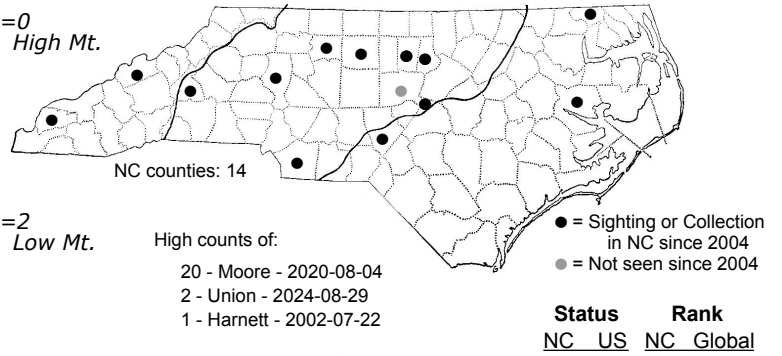 =0
High Mt.
NC counties: 14
=2
Low Mt.
High counts of:
20 - Moore - 2020-08-04
2 - Union - 2024-08-29
1 - Harnett - 2002-07-22
= Sighting or Collection
in NC since 2004
= Not seen since 2004
Status Rank
NC US NC Global